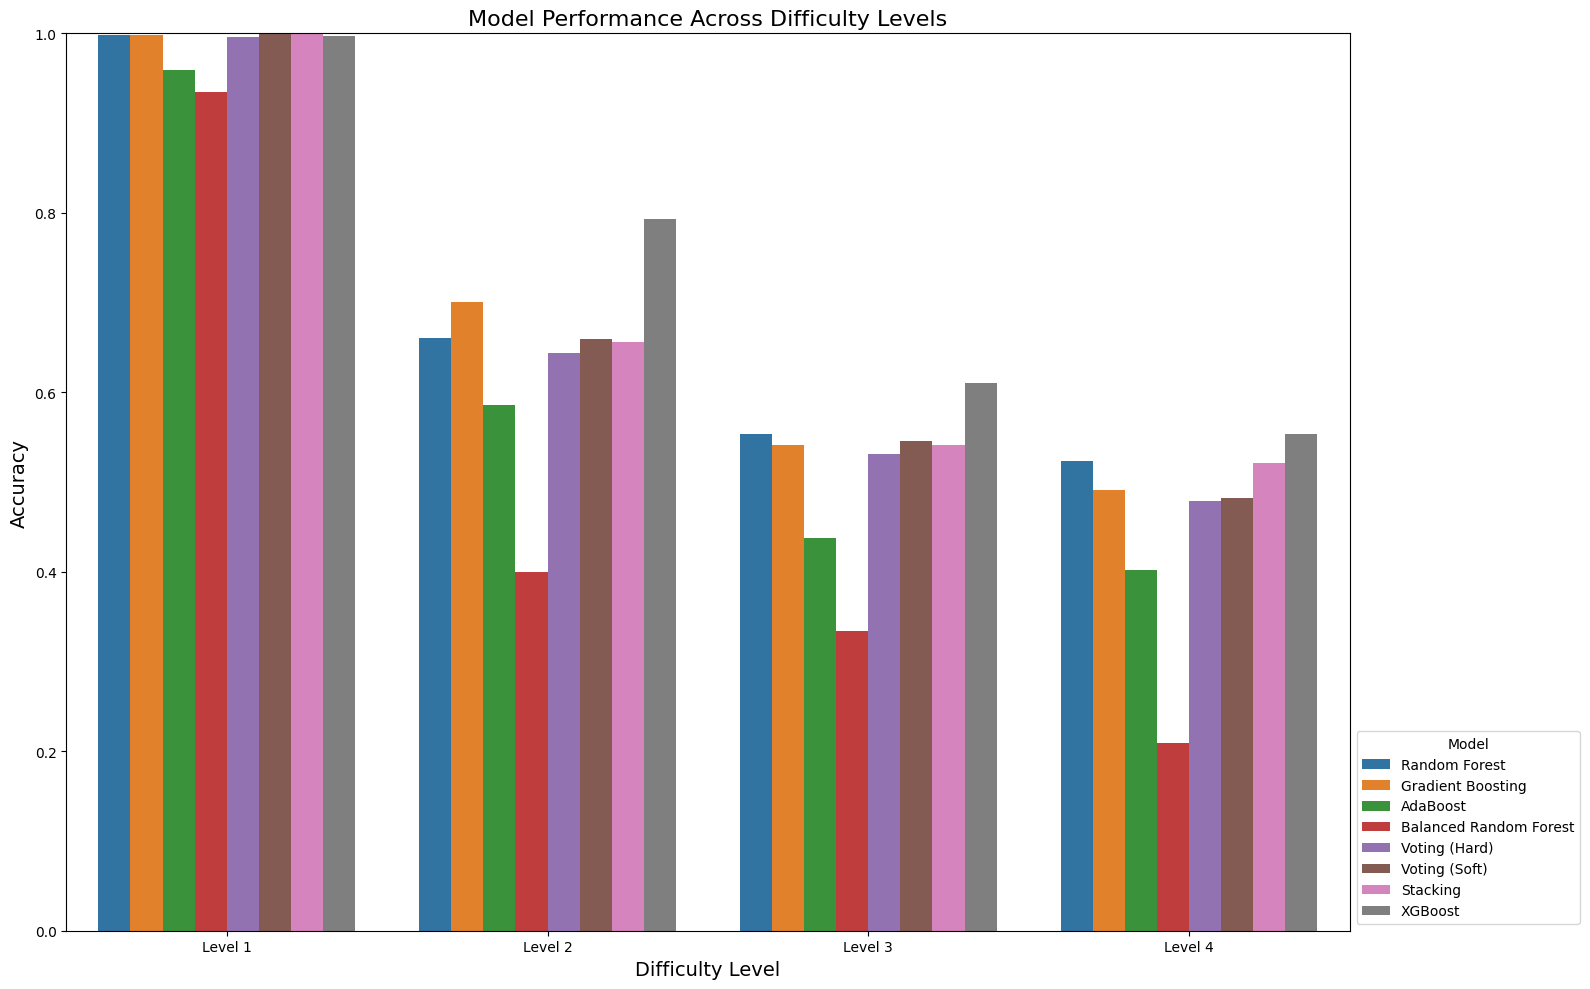 Model Performance Across Difficulty Levels
Accuracy
1.0
0.8
0.6
0.4
0.2
0.0
Level 1
Level 2
Level 3
Level 4
Difficulty Level
Model
Random Forest
Gradient Boosting
AdaBoost
Balanced Random Forest
Voting (Hard)
Voting (Soft)
Stacking
XGBoost